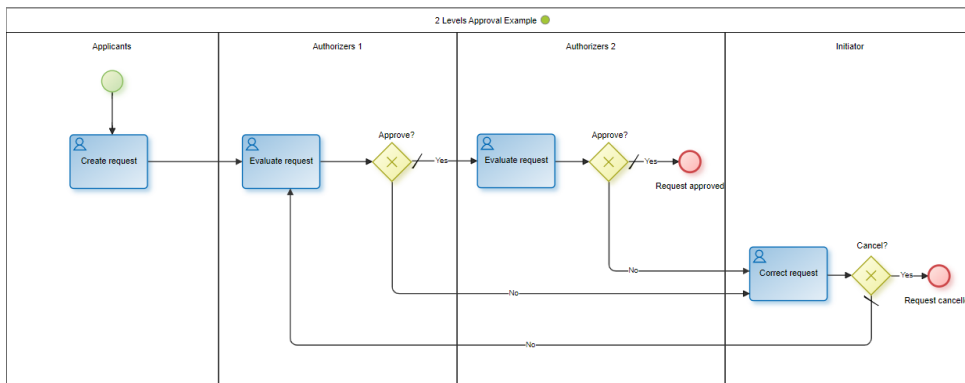 2 Levels Approval Example
Applicants
Authorizers 1
Authorizers 2
Initiator
Create request
Evaluate request
Approve?
Yes
Evaluate request
Approve?
Yes
Request approved
No
No
Correct request
Cancel?
Yes
Request cancell
No